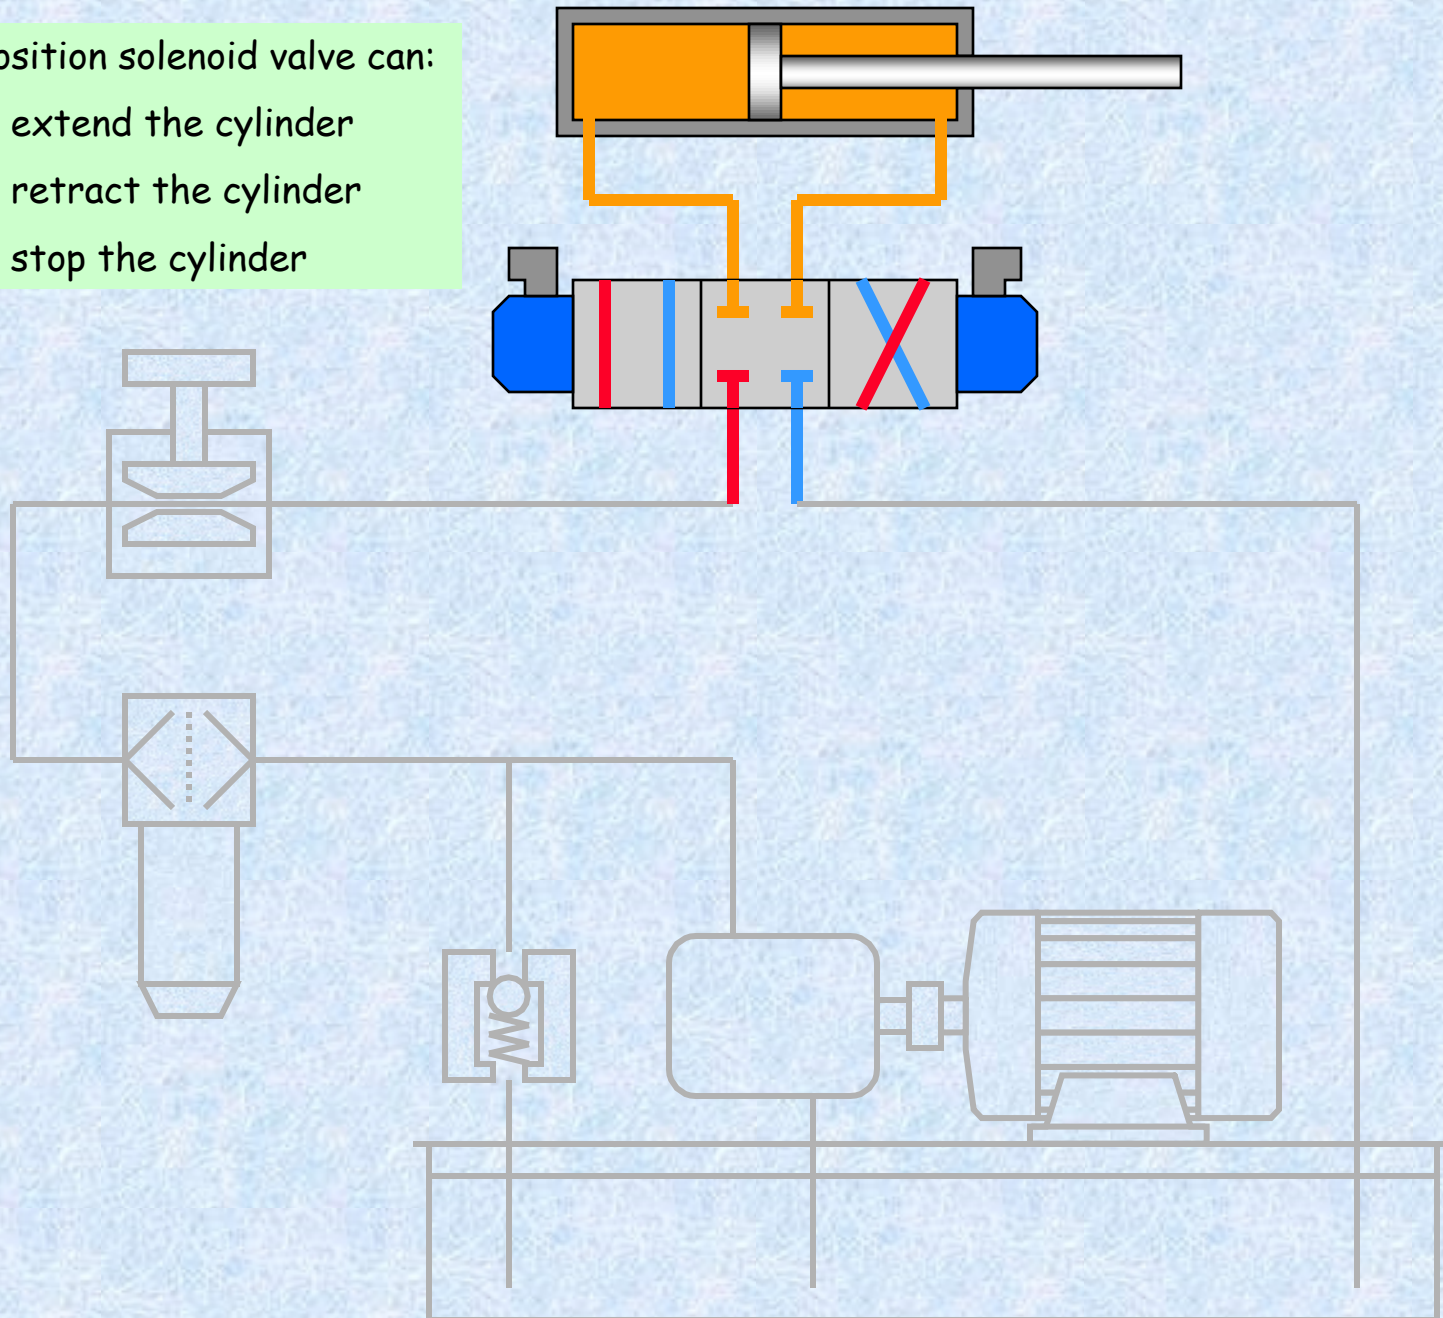 osition solenoid valve can:
extend the cylinder
retract the cylinder
stop the cylinder